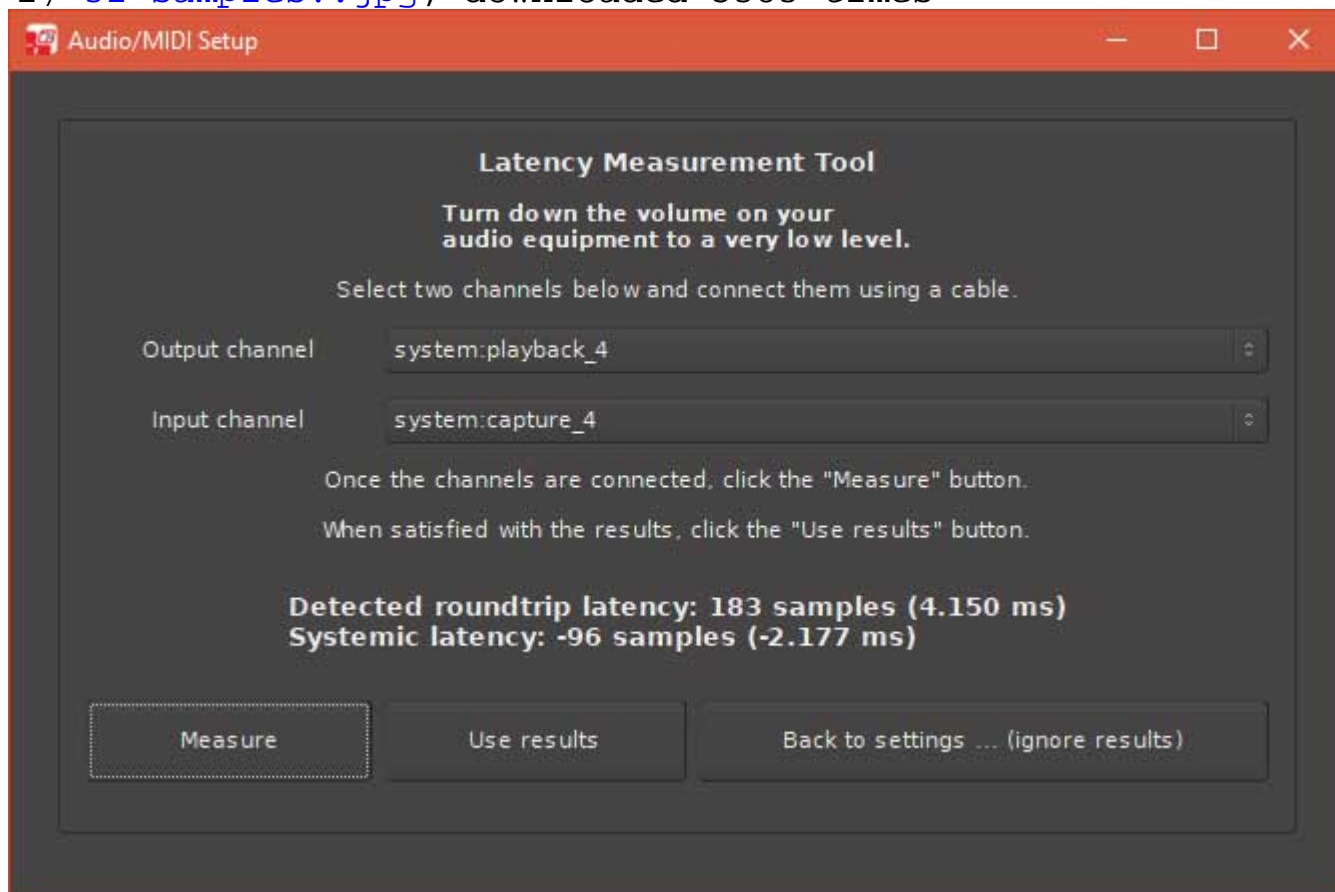 Audio/MIDI Setup
Latency Measurement Tool
Turn down the volume on your
audio equipment to a very low level.
Select two channels below and connect them using a cable.
Output channel system:playback_4
Input channel system:capture_4
Once the channels are connected, click the "Measure" button.
When satisfied with the results, click the "Use results" button.
Detected roundtrip latency: 183 samples (4.150 ms)
Systemic latency: -96 samples (-2.177 ms)
Measure Use results Back to settings ... (ignore results)